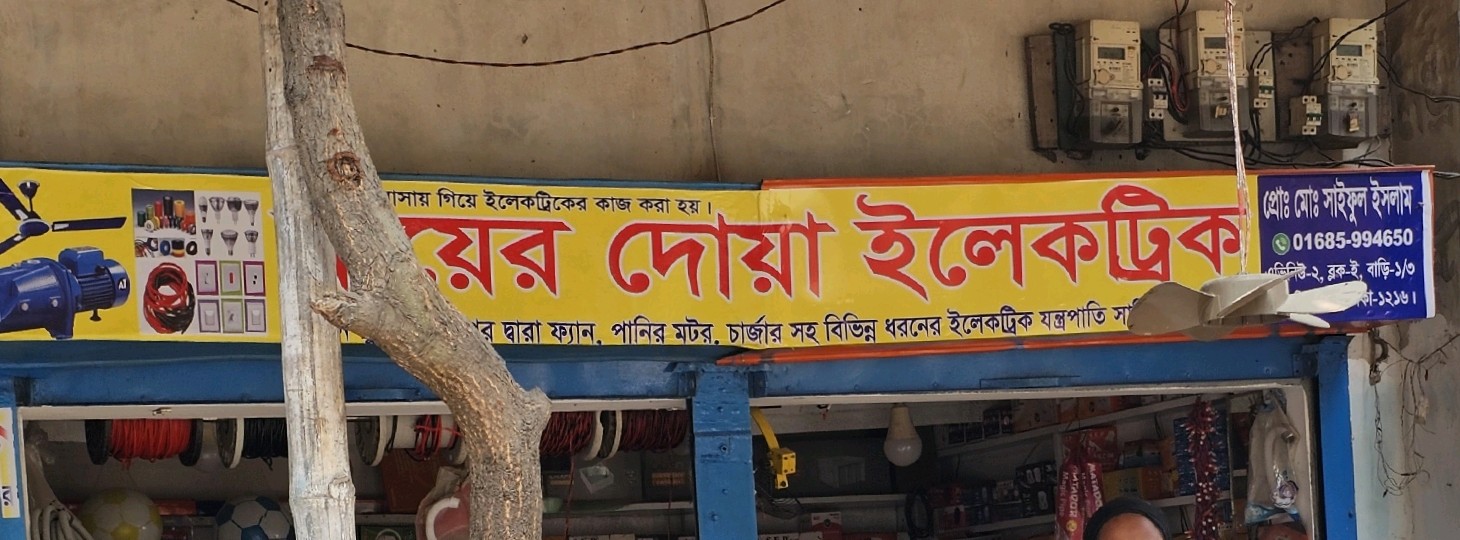 গিয়ে ইলেকট্রিকের কাজ করা হয়।
দোয়া ইলেকট্রিক
দ্বারা ফ্যান, পানির মটর, চার্জার সহ বিভিন্ন ধরনের ইলেকট্রিক যন্ত্রপাতি
প্রোঃ মোঃ সাইফুল ইসলাম
01685-994650
এভিনিউ-২, ব্লক-ই, বাড়ি-১/৩